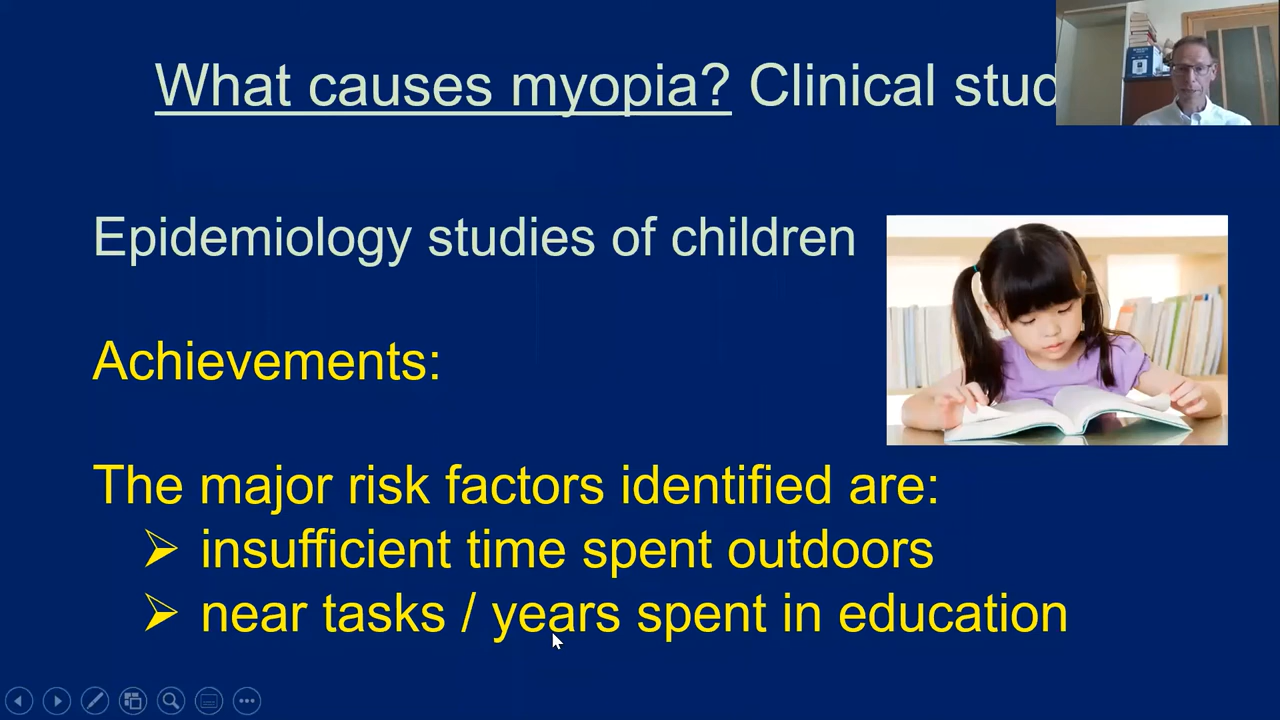 What causes myopia? Clinical stud
Epidemiology studies of children
Achievements:
The major risk factors identified are:
➢ insufficient time spent outdoors
➢ near tasks / years spent in education